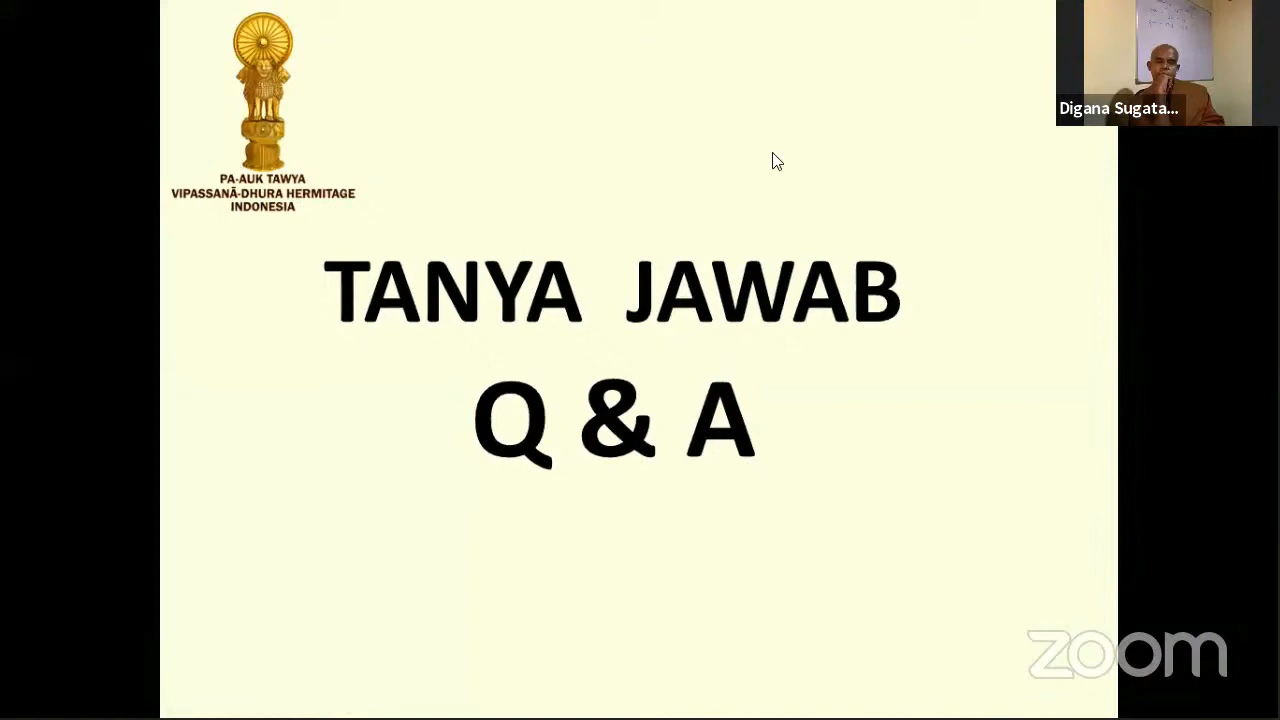 PA-AUK TAWYA
VIPASSANĀ-DHURA HERMITAGE
INDONESIA
Digana Sugata...
TANYA JAWAB
Q & A
zoom